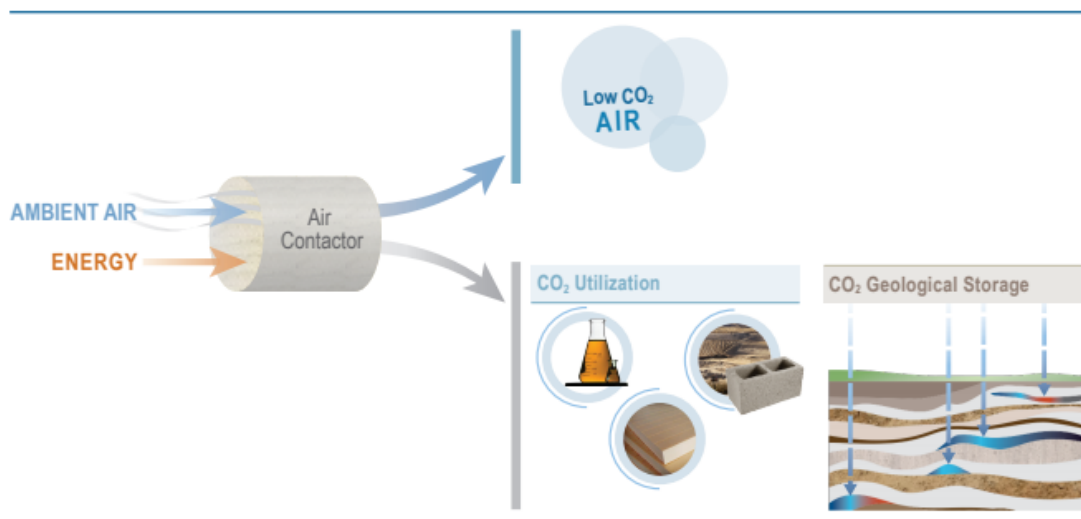 Low CO₂
AIR
AMBIENT AIR
ENERGY
Air
Contactor
CO₂ Utilization
CO₂ Geological Storage